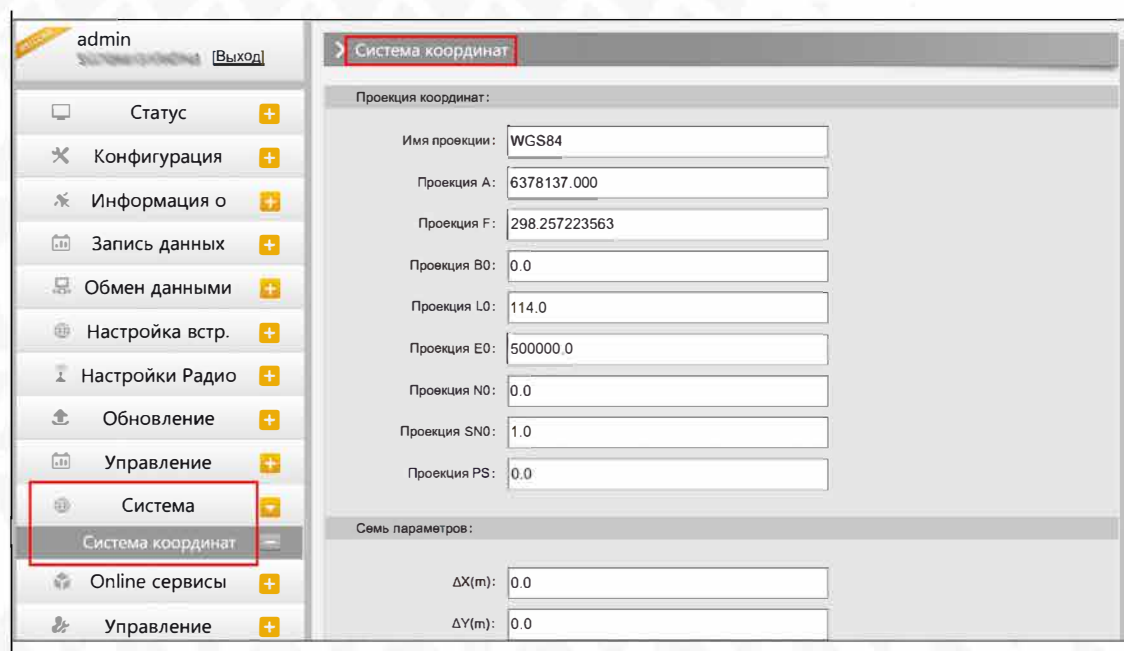 WELCOME
admin
[Выход]
Статус
Конфигурация
Информация о
Запись данных
Обмен данными
Настройка встр.
Настройки Радио
Обновление
Управление
Система
Система координат
Online сервисы
Управление
Система координат
Проекция координат:
Имя проекции: WGS84
Проекция A: 6378137.000
Проекция F: 298.257223563
Проекция B0: 0.0
Проекция L0: 114.0
Проекция E0: 500000.0
Проекция N0: 0.0
Проекция SN0: 1.0
Проекция PS: 0.0
Семь параметров:
ΔX(m): 0.0
ΔY(m): 0.0